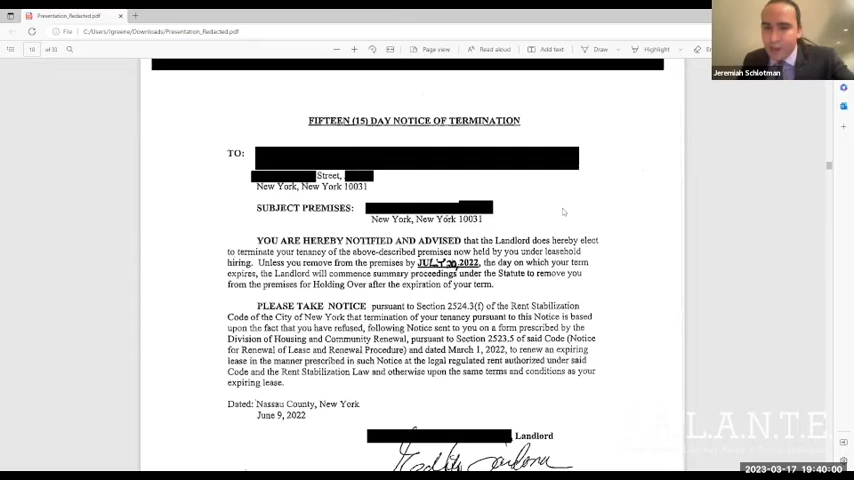 Presentation_Redacted.pdf
C:/Users/lgreene/Downloads/Presentation_Redacted.pdf
10 of 31
Page view
Read aloud
Add text
Draw
Highlight
Jeremiah Schlotman
FIFTEEN (15) DAY NOTICE OF TERMINATION
TO:
Street,
New York, New York 10031
SUBJECT PREMISES:
New York, New York 10031
YOU ARE HEREBY NOTIFIED AND ADVISED that the Landlord does hereby elect
to terminate your tenancy of the above-described premises now held by you under leasehold
hiring. Unless you remove from the premises by JULY 2022, the day on which your term
expires, the Landlord will commence summary proceedings under the Statute to remove you
from the premises for Holding Over after the expiration of your term.
PLEASE TAKE NOTICE pursuant to Section 2524.3(f) of the Rent Stabilization
Code of the City of New York that termination of your tenancy pursuant to this Notice is based
upon the fact that you have refused, following Notice sent to you on a form prescribed by the
Division of Housing and Community Renewal, pursuant to Section 2523.5 of said Code (Notice
for Renewal of Lease and Renewal Procedure) and dated March 1, 2022, to renew an expiring
lease in the manner prescribed in such Notice at the legal regulated rent authorized under said
Code and the Rent Stabilization Law and otherwise upon the same terms and conditions as your
expiring lease.
Dated: Nassau County, New York
June 9, 2022
, Landlord
P.A.L.A.N.T.E.
2023-03-17 19:40:00